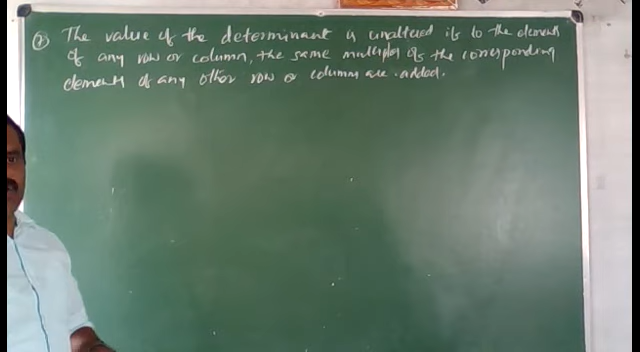 ⑦ The value of the determinant is unaltered if to the elements
of any row or column, the same multiples of the corresponding
elements of any other row or column are added.